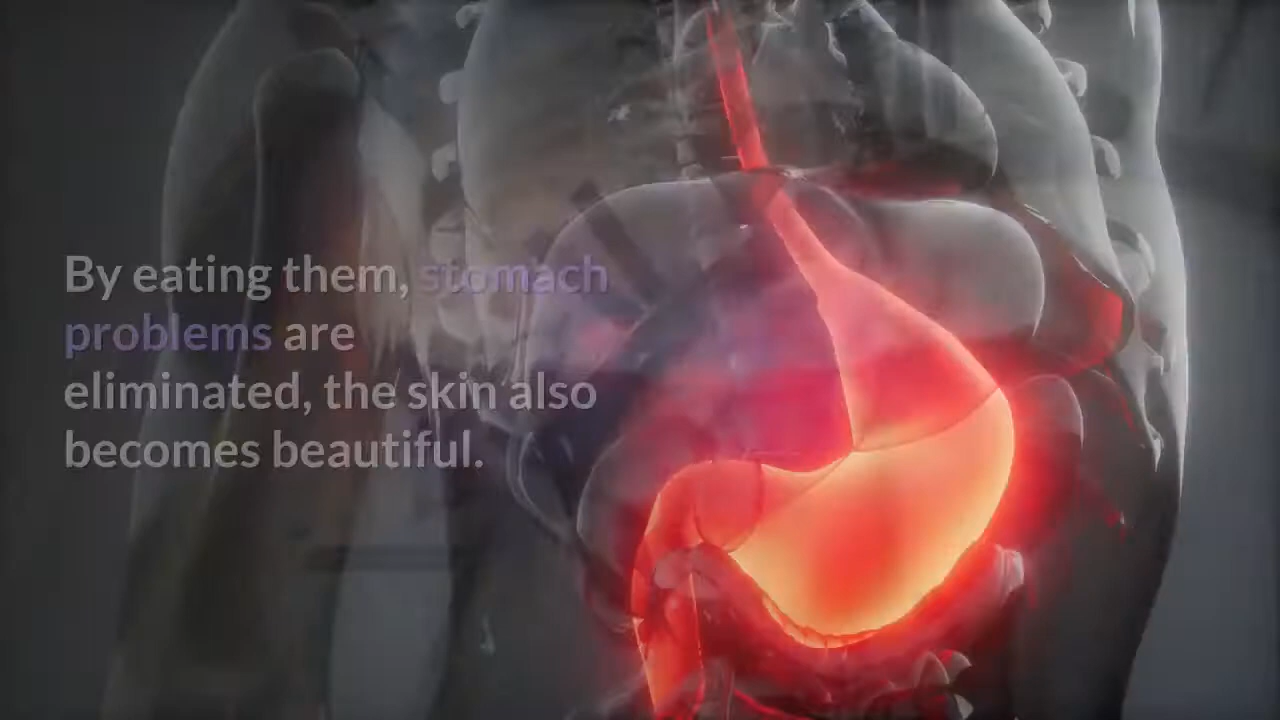 By eating them, stomach
problems are
eliminated, the skin also
becomes beautiful.